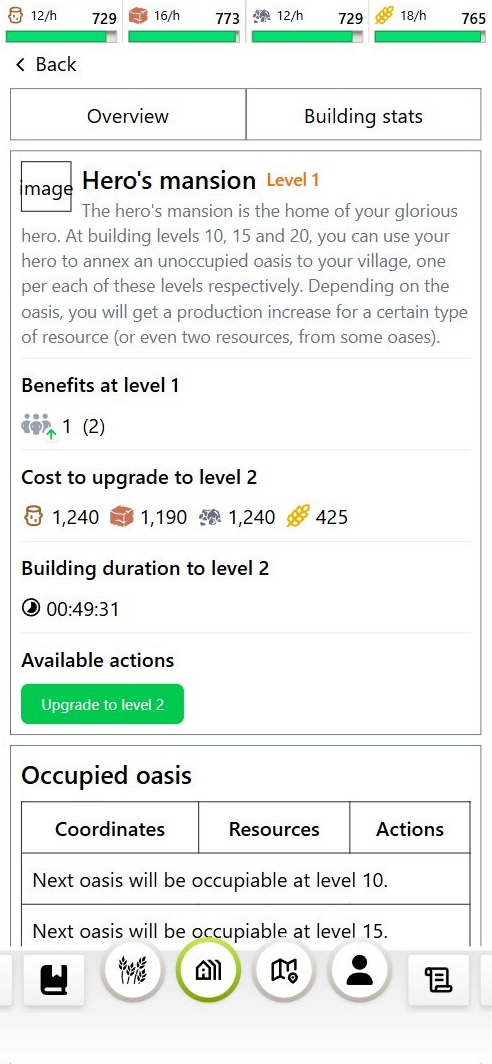 12/h 729 16/h 773 12/h 729 18/h 765
Back
Overview Building stats
image Hero's mansion Level 1
The hero's mansion is the home of your glorious
hero. At building levels 10, 15 and 20, you can use your
hero to annex an unoccupied oasis to your village, one
per each of these levels respectively. Depending on the
oasis, you will get a production increase for a certain type
of resource (or even two resources, from some oases).
Benefits at level 1
1 (2)
Cost to upgrade to level 2
1,240 1,190 1,240 425
Building duration to level 2
00:49:31
Available actions
Upgrade to level 2
Occupied oasis
Coordinates Resources Actions
Next oasis will be occupiable at level 10.
Next oasis will be occupiable at level 15.